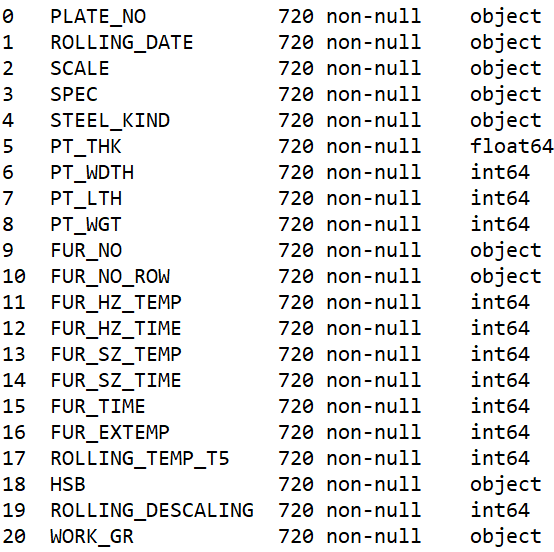 0 PLATE_NO 720 non-null object
1 ROLLING_DATE 720 non-null object
2 SCALE 720 non-null object
3 SPEC 720 non-null object
4 STEEL_KIND 720 non-null object
5 PT_THK 720 non-null float64
6 PT_WDTH 720 non-null int64
7 PT_LTH 720 non-null int64
8 PT_WGT 720 non-null int64
9 FUR_NO 720 non-null object
10 FUR_NO_ROW 720 non-null object
11 FUR_HZ_TEMP 720 non-null int64
12 FUR_HZ_TIME 720 non-null int64
13 FUR_SZ_TEMP 720 non-null int64
14 FUR_SZ_TIME 720 non-null int64
15 FUR_TIME 720 non-null int64
16 FUR_EXTEMP 720 non-null int64
17 ROLLING_TEMP_T5 720 non-null int64
18 HSB 720 non-null object
19 ROLLING_DESCALING 720 non-null int64
20 WORK_GR 720 non-null object